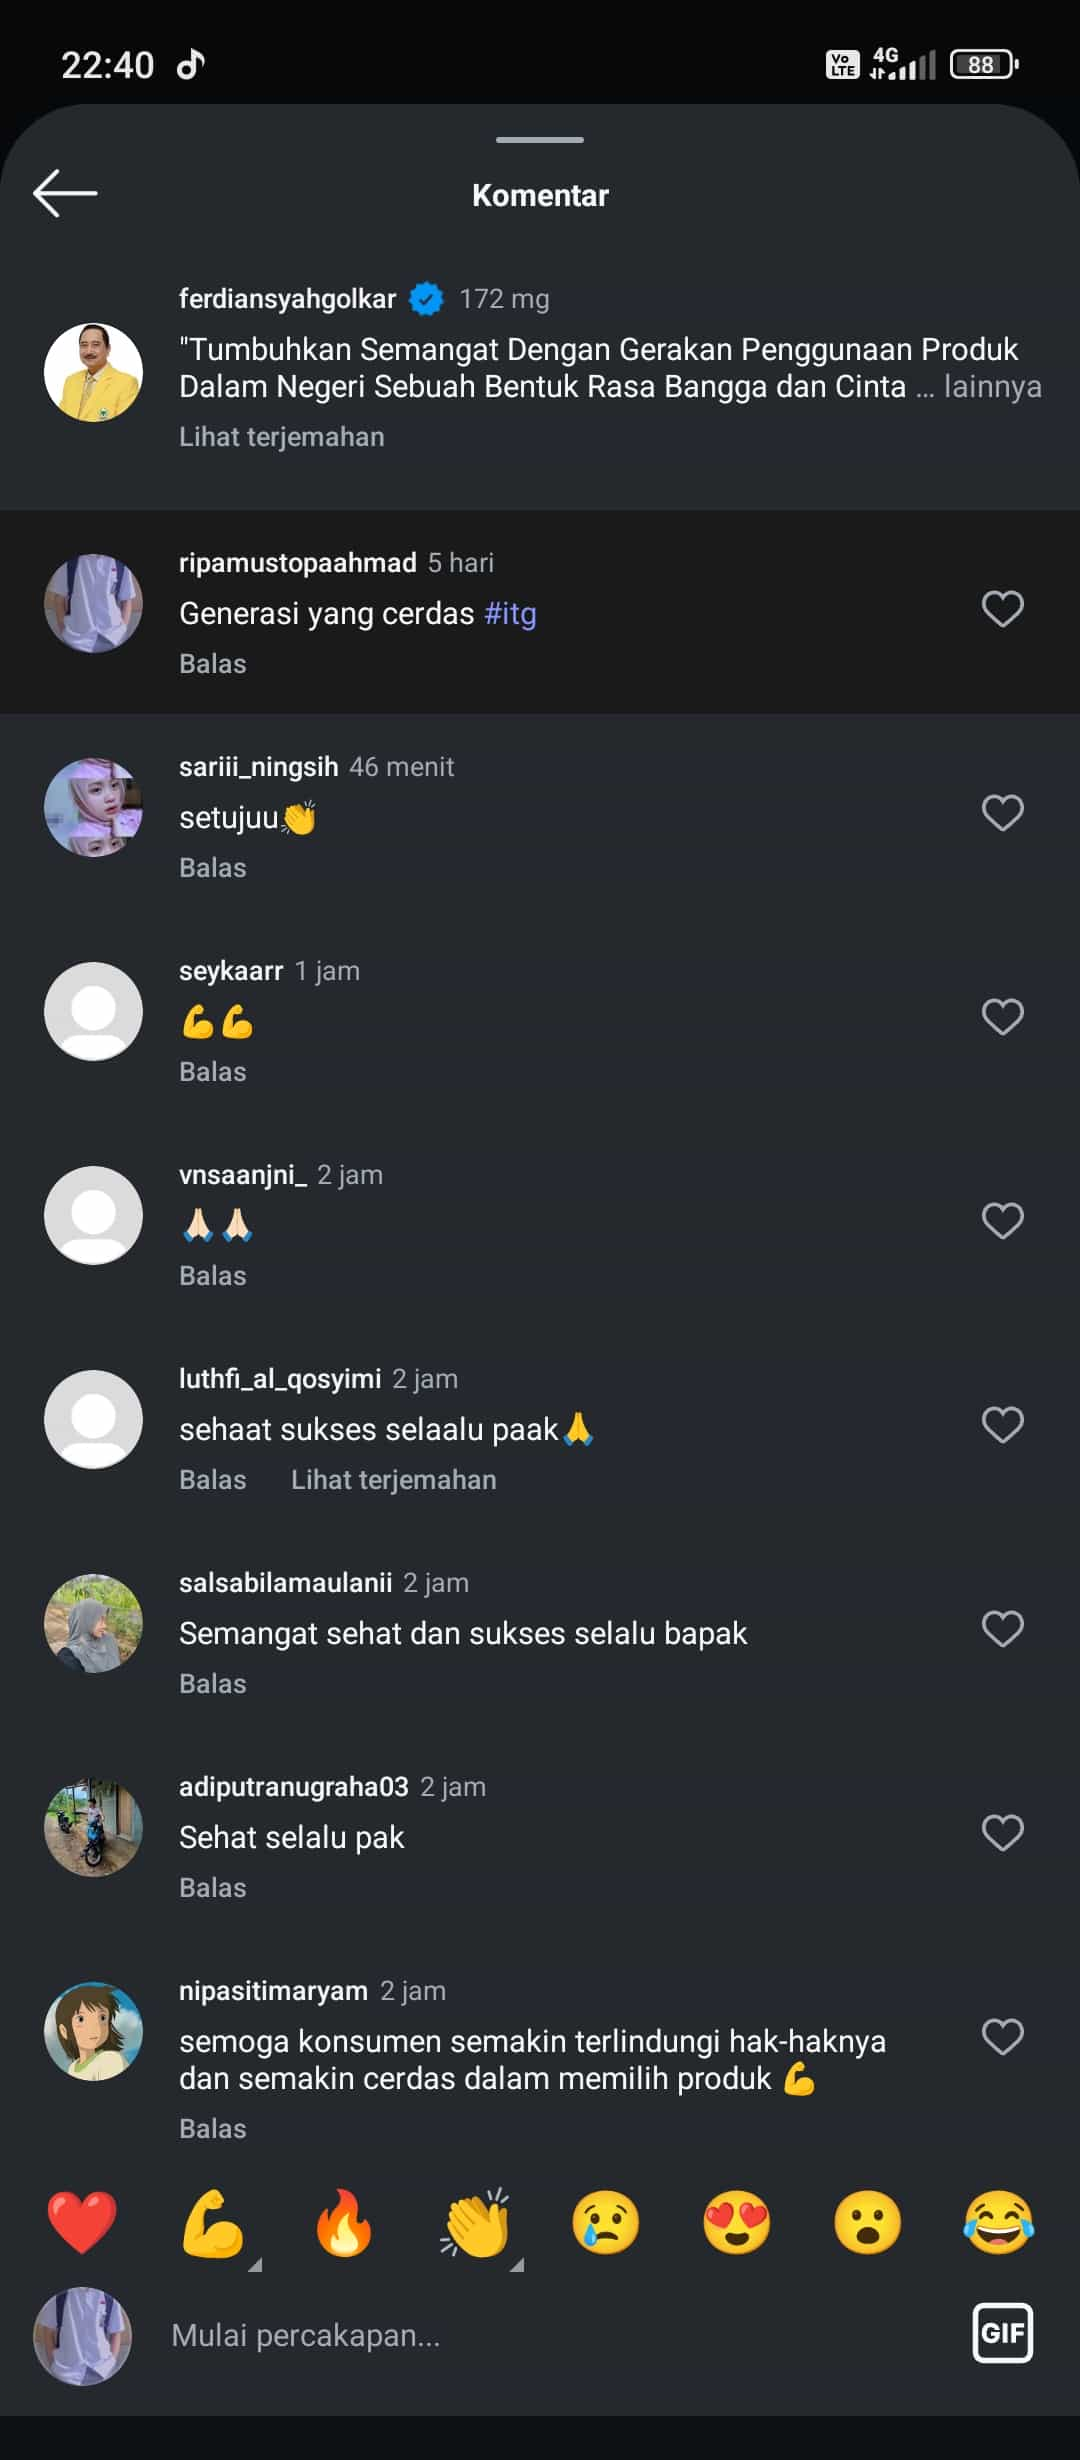 22:40
Vo LTE 4G 88
Komentar
ferdiansyahgolkar 172 mg
"Tumbuhkan Semangat Dengan Gerakan Penggunaan Produk
Dalam Negeri Sebuah Bentuk Rasa Bangga dan Cinta ... lainnya
Lihat terjemahan
ripamustopaahmad 5 hari
Generasi yang cerdas #itg
Balas
sariii_ningsih 46 menit
setujuu👏
Balas
seykaarr 1 jam
💪💪
Balas
vnsaanjni_ 2 jam
🙏🏻🙏🏻
Balas
luthfi_al_qosyimi 2 jam
sehaat sukses selaalu paak🙏
Balas Lihat terjemahan
salsabilamaulanii 2 jam
Semangat sehat dan sukses selalu bapak
Balas
adiputranugraha03 2 jam
Sehat selalu pak
Balas
nipasitimaryam 2 jam
semoga konsumen semakin terlindungi hak-haknya
dan semakin cerdas dalam memilih produk 💪
Balas
❤️ 💪 🔥 👏 😢 😍 😮 😂
Mulai percakapan...
GIF